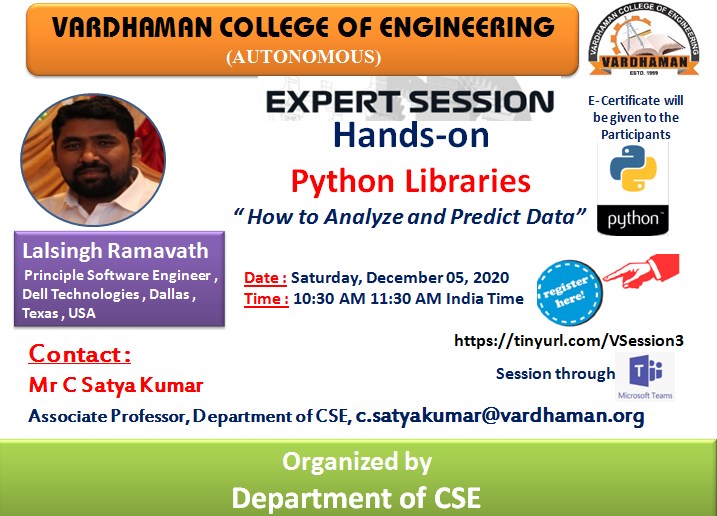 VARDHAMAN COLLEGE OF ENGINEERING
(AUTONOMOUS)
VARDHAMAN COLLEGE OF ENGINEERING
VARDHAMAN
ESTD. 1999
EXPERT SESSION
Hands-on
Python Libraries
“ How to Analyze and Predict Data”
E- Certificate will
be given to the
Participants
python
Lalsingh Ramavath
Principle Software Engineer ,
Dell Technologies , Dallas ,
Texas , USA
Date : Saturday, December 05, 2020
Time : 10:30 AM 11:30 AM India Time
register
here!
https://tinyurl.com/VSession3
Session through
Microsoft Teams
Contact :
Mr C Satya Kumar
Associate Professor, Department of CSE, c.satyakumar@vardhaman.org
Organized by
Department of CSE